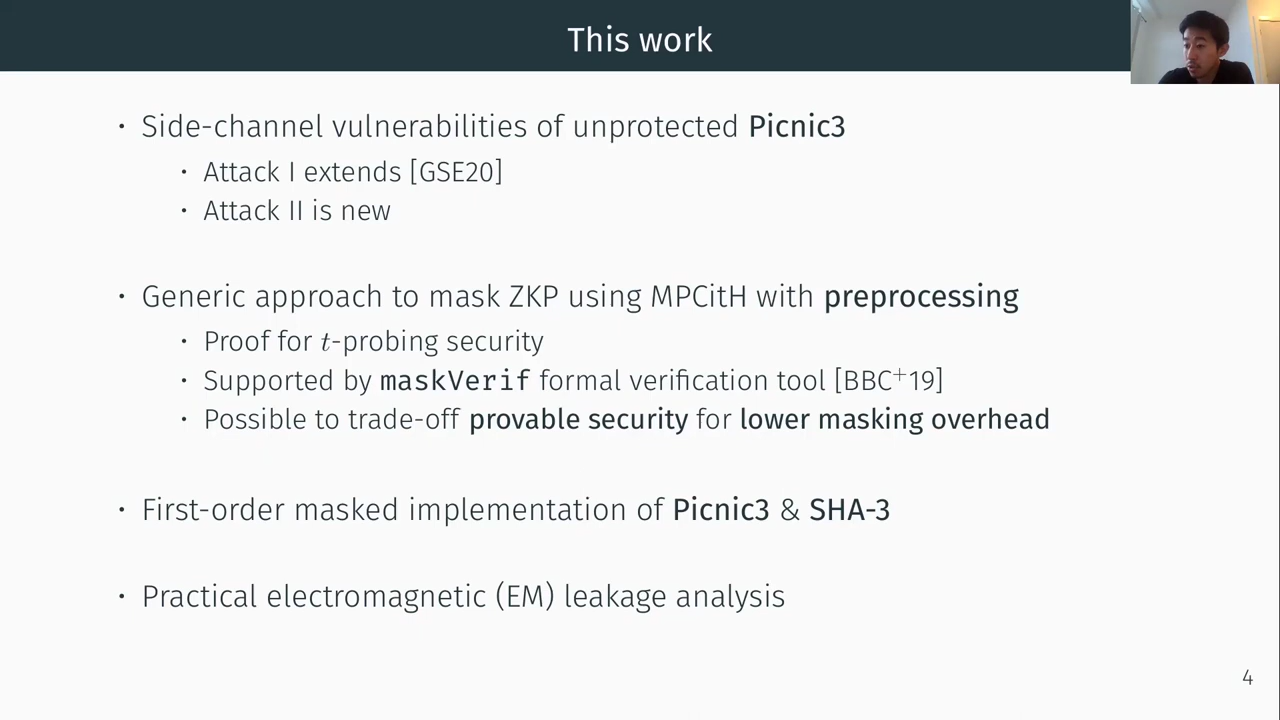 This work
• Side-channel vulnerabilities of unprotected Picnic3
• Attack I extends [GSE20]
• Attack II is new
• Generic approach to mask ZKP using MPCitH with preprocessing
• Proof for t-probing security
• Supported by maskVerif formal verification tool [BBC+19]
• Possible to trade-off provable security for lower masking overhead
• First-order masked implementation of Picnic3 & SHA-3
• Practical electromagnetic (EM) leakage analysis
4